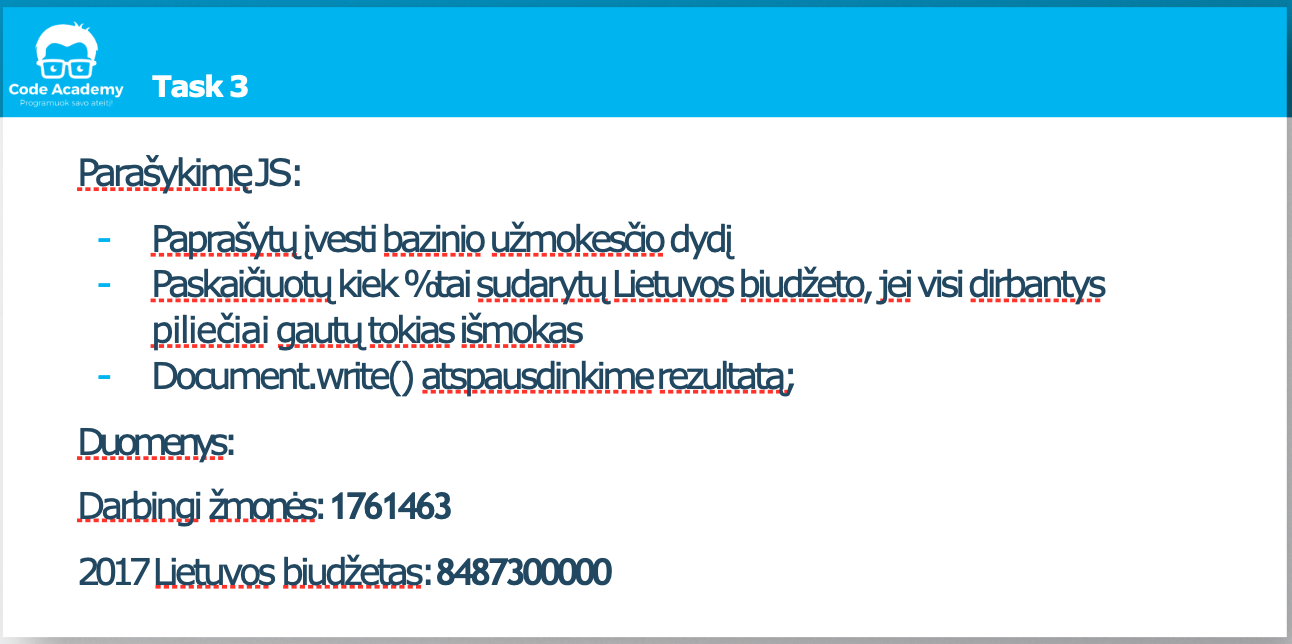 Code Academy
Programuok savo ateitį!
Task 3
Parašykimę JS:
- Paprašytų įvesti bazinio užmokesčio dydį
- Paskaičiuotų kiek %tai sudarytų Lietuvos biudžeto, jei visi dirbantys
piliečiai gautų tokias išmokas
- Document.write() atspausdinkime rezultatą;
Duomenys:
Darbingi žmonės: 1761463
2017 Lietuvos biudžetas: 8487300000